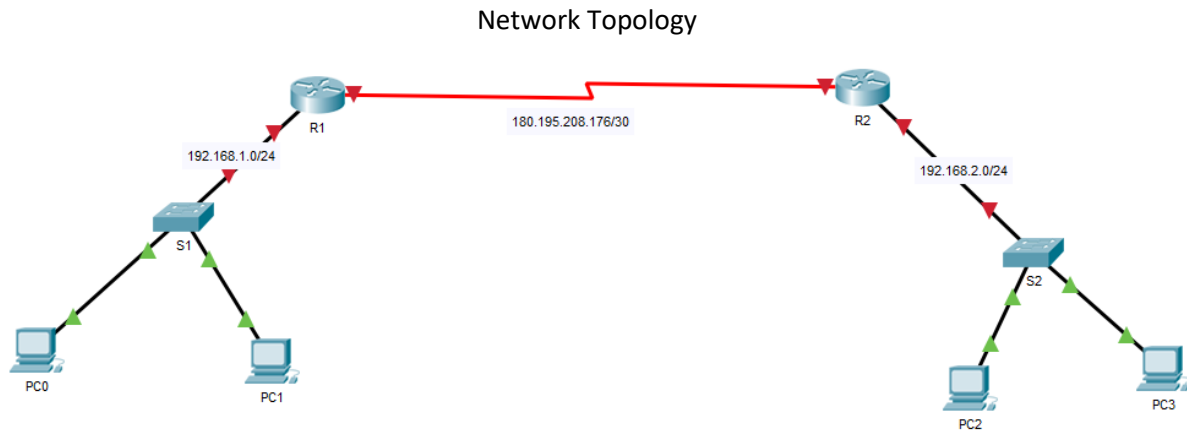 Network Topology
R1
180.195.208.176/30
R2
192.168.1.0/24
192.168.2.0/24
S1
S2
PC0
PC1
PC2
PC3